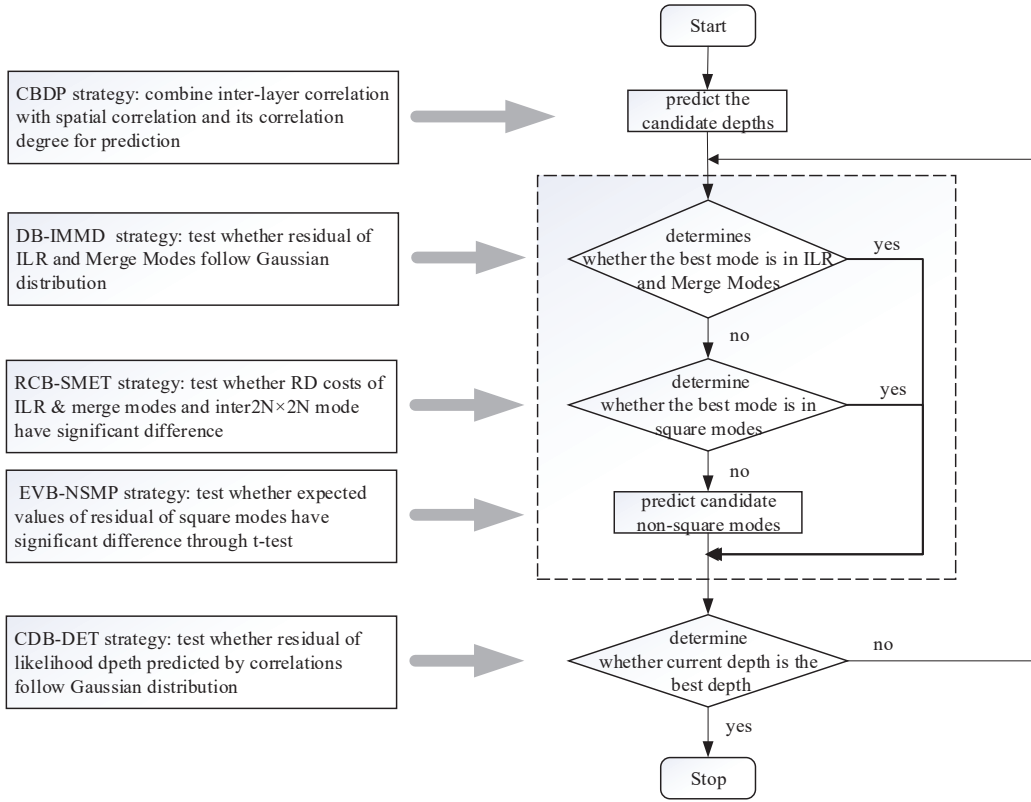 Start
CBDP strategy: combine inter-layer correlation
with spatial correlation and its correlation
degree for prediction
predict the
candidate depths
DB-IMMD strategy: test whether residual of
ILR and Merge Modes follow Gaussian
distribution
determines
whether the best mode is in ILR
and Merge Modes
yes
no
RCB-SMET strategy: test whether RD costs of
ILR & merge modes and inter2N×2N mode
have significant difference
determine
whether the best mode is in
square modes
yes
no
EVB-NSMP strategy: test whether expected
values of residual of square modes have
significant difference through t-test
predict candidate
non-square modes
CDB-DET strategy: test whether residual of
likelihood dpeth predicted by correlations
follow Gaussian distribution
determine
whether current depth is the
best depth
no
yes
Stop